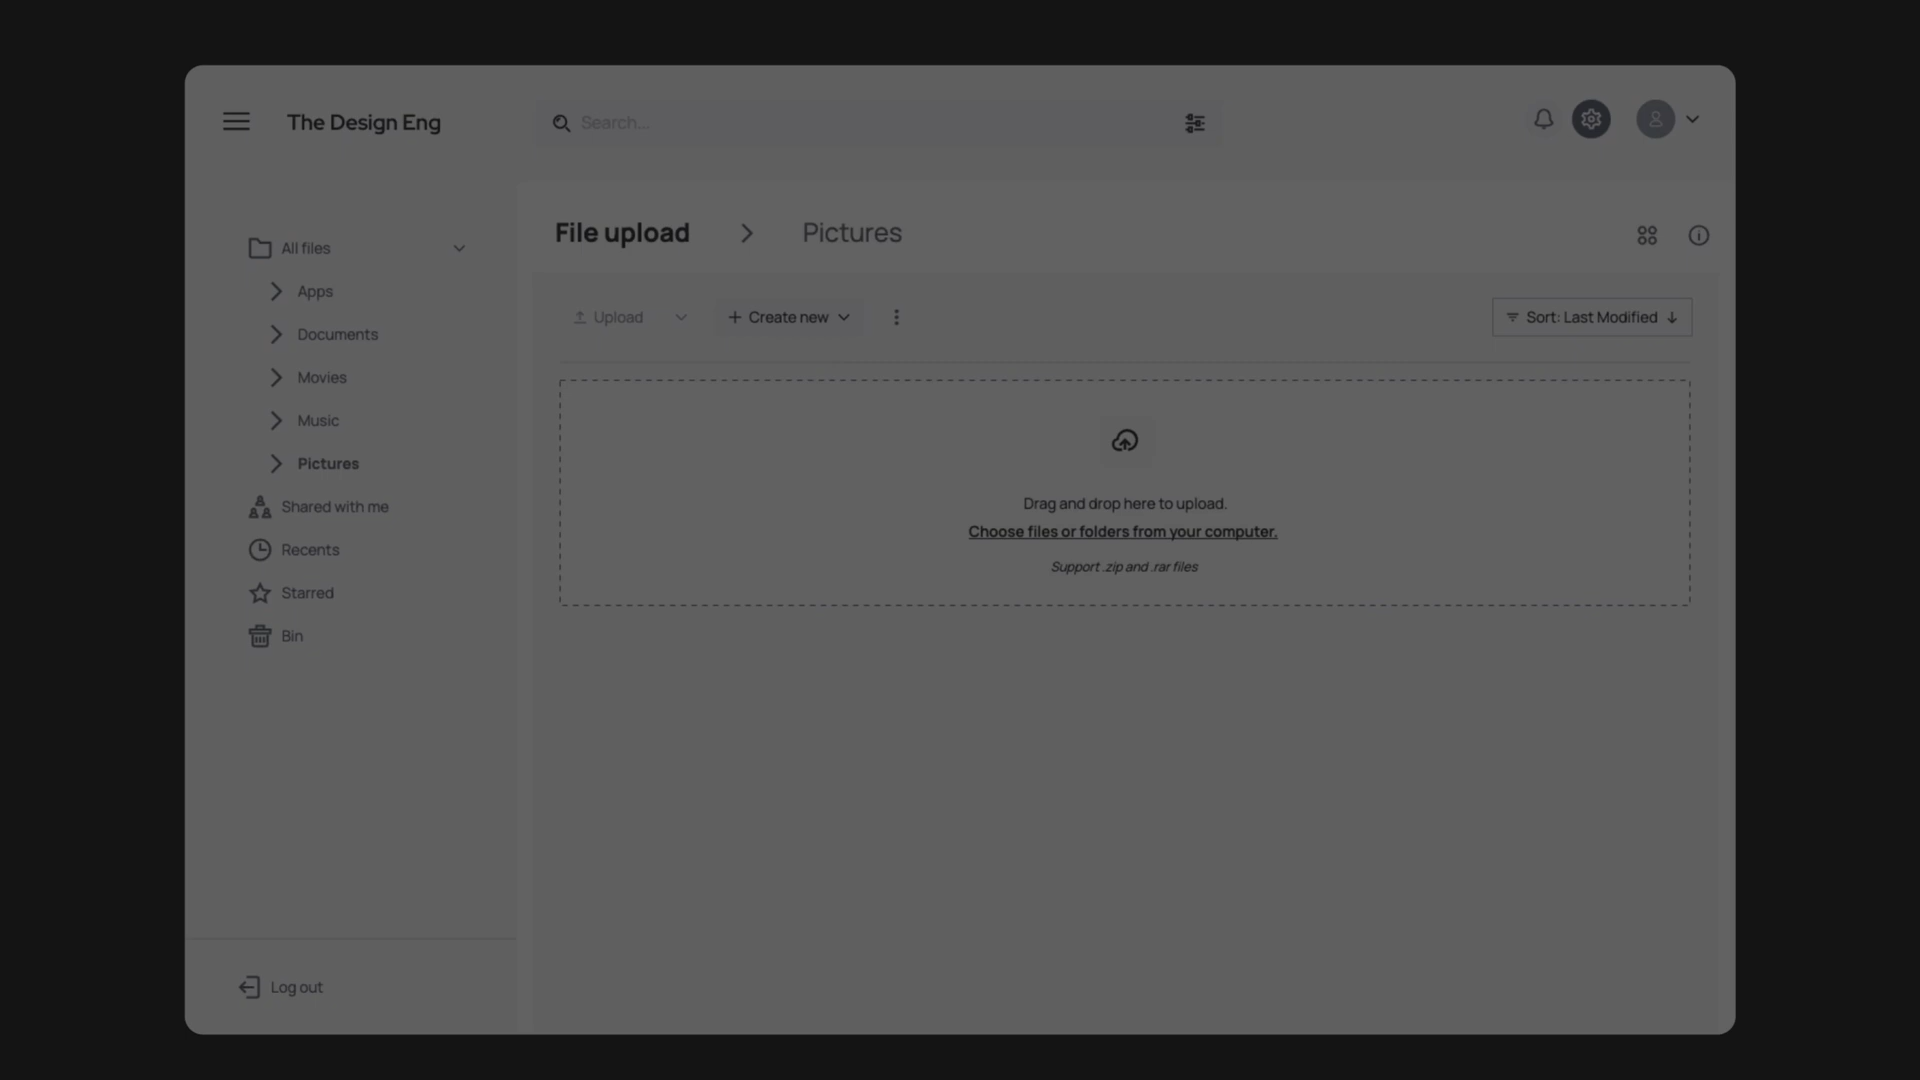 The Design Eng
Search...
File upload
Pictures
All files
Apps
Documents
Movies
Music
Pictures
Shared with me
Recents
Starred
Bin
Log out
Upload
Create new
Sort: Last Modified
Drag and drop here to upload.
Choose files or folders from your computer.
Support .zip and .rar files